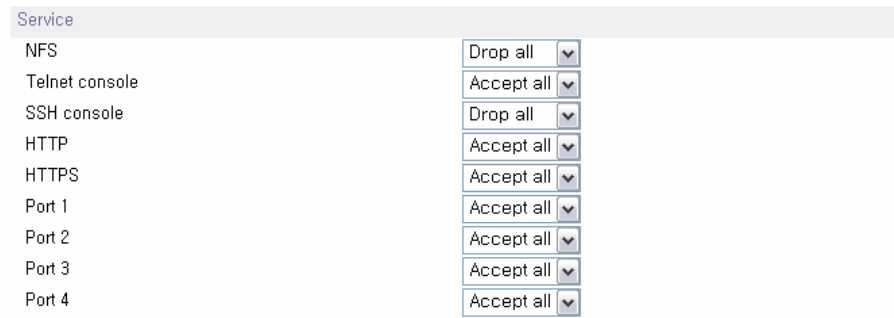 Service
NFS Drop all
Telnet console Accept all
SSH console Drop all
HTTP Accept all
HTTPS Accept all
Port 1 Accept all
Port 2 Accept all
Port 3 Accept all
Port 4 Accept all